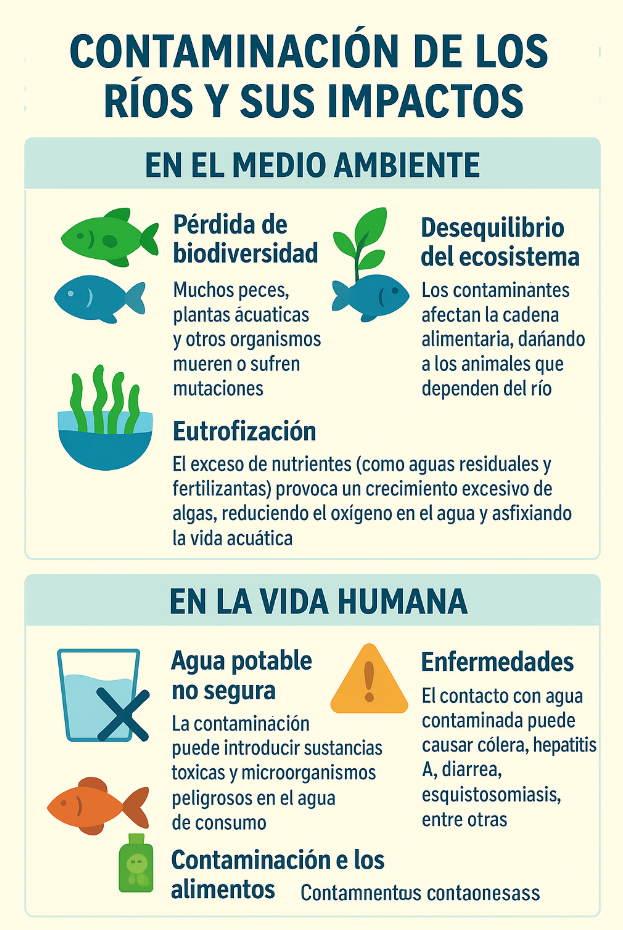 CONTAMINACIÓN DE LOS
RÍOS Y SUS IMPACTOS
EN EL MEDIO AMBIENTE
Pérdida de
biodiversidad
Muchos peces,
plantas ácuaticas
y otros organismos
mueren o sufren
mutaciones
Desequilibrio
del ecosistema
Los contaminantes
afectan la cadena
alimentaria, dańando
a los animales que
dependen del río
Eutrofización
El exceso de nutrientes (como aguas residuales y
fertilizantas) provoca un crecimiento excesivo de
algas, reduciendo el oxígeno en el agua y asfixiando
la vida acuática
EN LA VIDA HUMANA
Agua potable
no segura
La contaminación
puede introducir sustancias
toxicas y microorganismos
peligrosos en el agua
de consumo
Enfermedades
El contacto con agua
contaminada puede
causar cólera, hepatitis
A, diarrea,
esquistosomiasis,
entre otras
Contaminación e los
alimentos
Contamnentus contaonesass